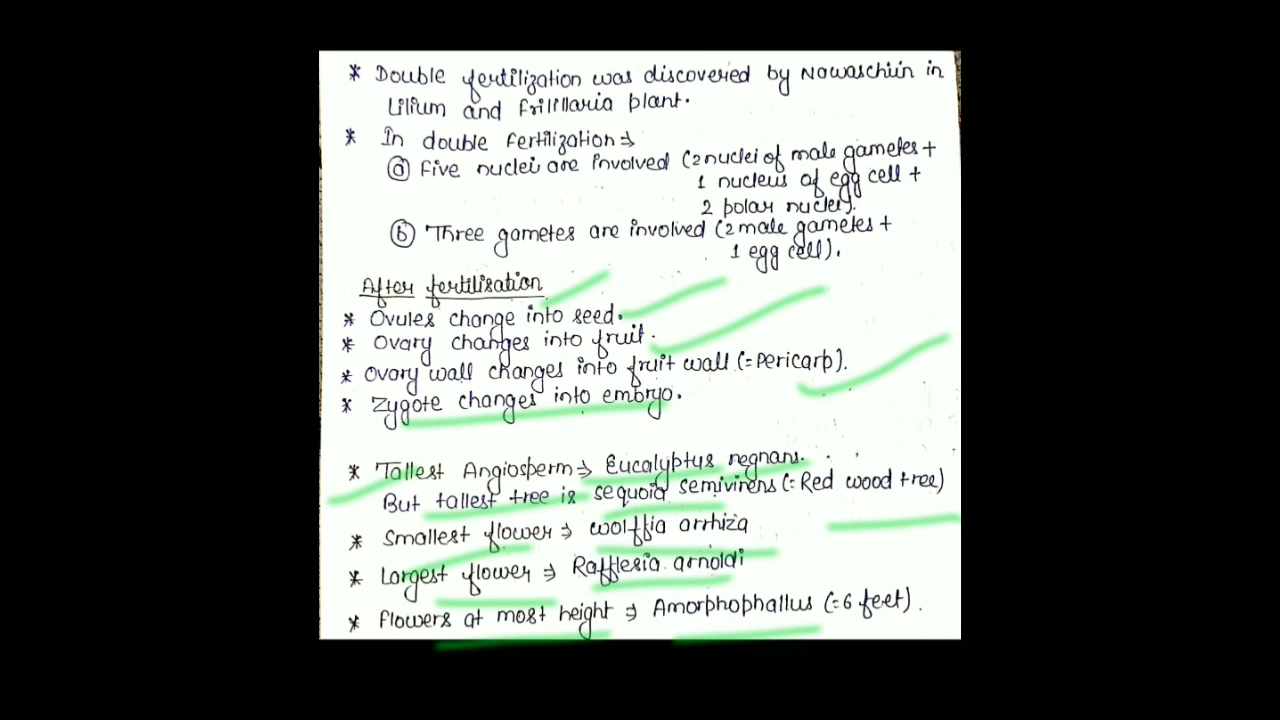 * Double fertilization was discovered by Nawaschin in
Lilium and Fritillaria plant.
* In double fertilization ⇒
ⓐ Five nuclei are involved (2 nuclei of male gametes +
1 nucleus of egg cell +
2 polar nuclei).
ⓑ Three gametes are involved (2 male gametes +
1 egg cell).
After fertilisation
* Ovules change into seed.
* Ovary changes into fruit.
* Ovary wall changes into fruit wall (= Pericarp).
* Zygote changes into embryo.
* Tallest Angiosperm ⇒ Eucalyptus regnans.
But tallest tree is sequoia semivirens (= Red wood tree)
* Smallest flower ⇒ wolffia arrhiza
* Largest flower ⇒ Rafflesia arnoldi
* Flowers at most height ⇒ Amorphophallus (= 6 feet).